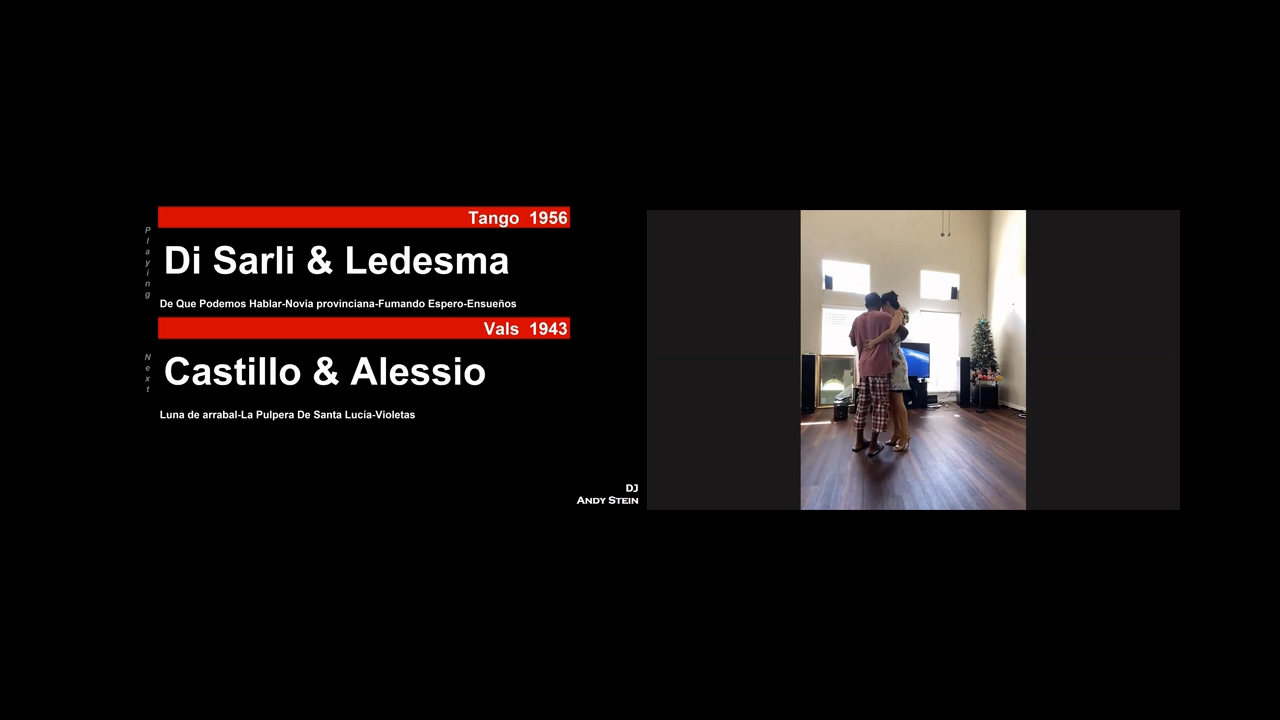 Tango 1956
Playing
Di Sarli & Ledesma
De Que Podemos Hablar-Novia provinciana-Fumando Espero-Ensueños
Vals 1943
Next
Castillo & Alessio
Luna de arrabal-La Pulpera De Santa Lucía-Violetas
DJ
ANDY STEIN